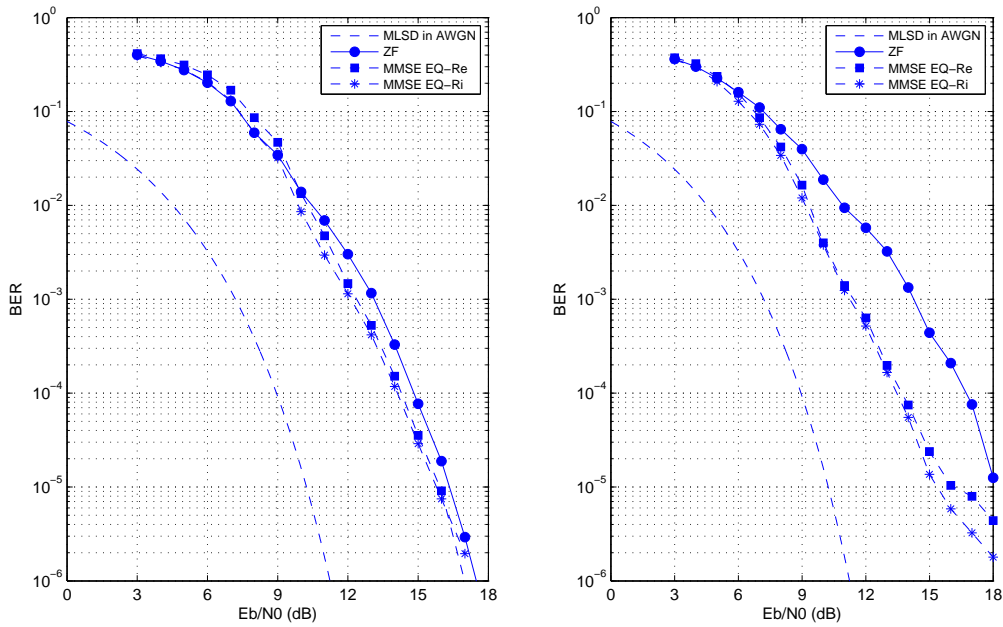 10^0
10^−1
10^−2
10^−3
10^−4
10^−5
10^−6
BER
0 3 6 9 12 15 18
Eb/N0 (dB)
MLSD in AWGN
ZF
MMSE EQ−Re
MMSE EQ−Ri
10^0
10^−1
10^−2
10^−3
10^−4
10^−5
10^−6
BER
0 3 6 9 12 15 18
Eb/N0 (dB)
MLSD in AWGN
ZF
MMSE EQ−Re
MMSE EQ−Ri